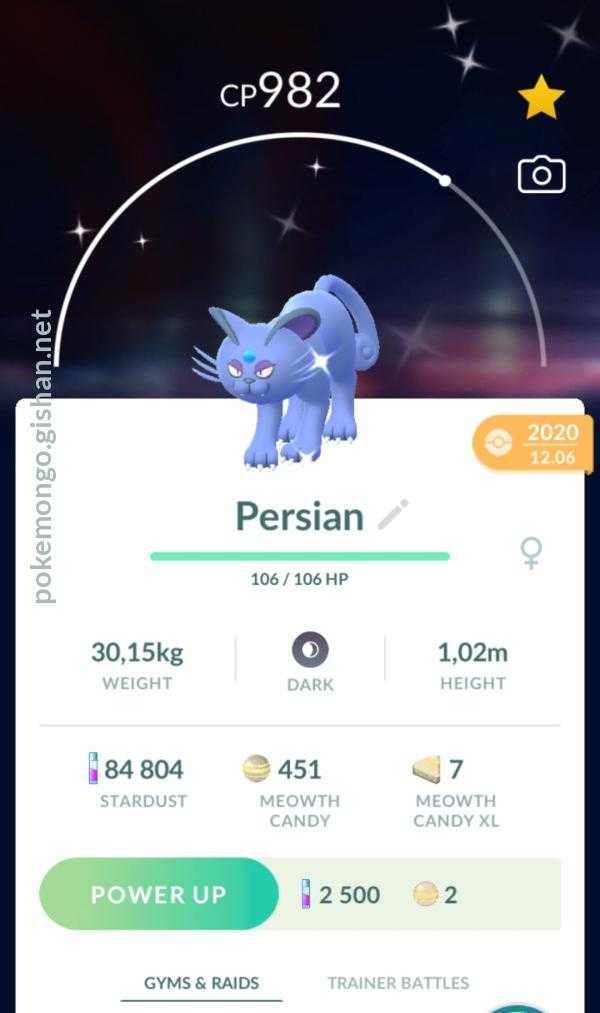 CP982
pokemongo.gishan.net
2020
12.06
Persian
106 / 106 HP
30,15kg
WEIGHT
DARK
1,02m
HEIGHT
84 804
STARDUST
451
MEOWTH
CANDY
7
MEOWTH
CANDY XL
POWER UP
2 500
2
GYMS & RAIDS
TRAINER BATTLES